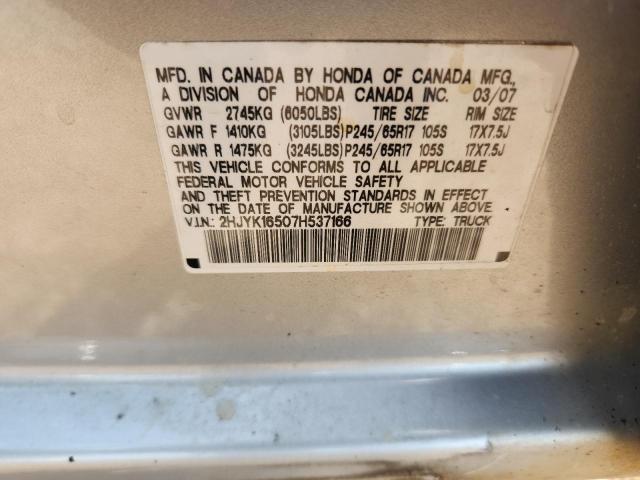 MFD. IN CANADA BY HONDA OF CANADA MFG.,
A DIVISION OF HONDA CANADA INC. 03/07
GVWR 2745KG (6050LBS) TIRE SIZE RIM SIZE
GAWR F 1410KG (3105LBS)P245/65R17 105S 17X7.5J
GAWR R 1475KG (3245LBS)P245/65R17 105S 17X7.5J
THIS VEHICLE CONFORMS TO ALL APPLICABLE
FEDERAL MOTOR VEHICLE SAFETY
AND THEFT PREVENTION STANDARDS IN EFFECT
ON THE DATE OF MANUFACTURE SHOWN ABOVE.
V.I.N.: 2HJYK16507H537166 TYPE: TRUCK